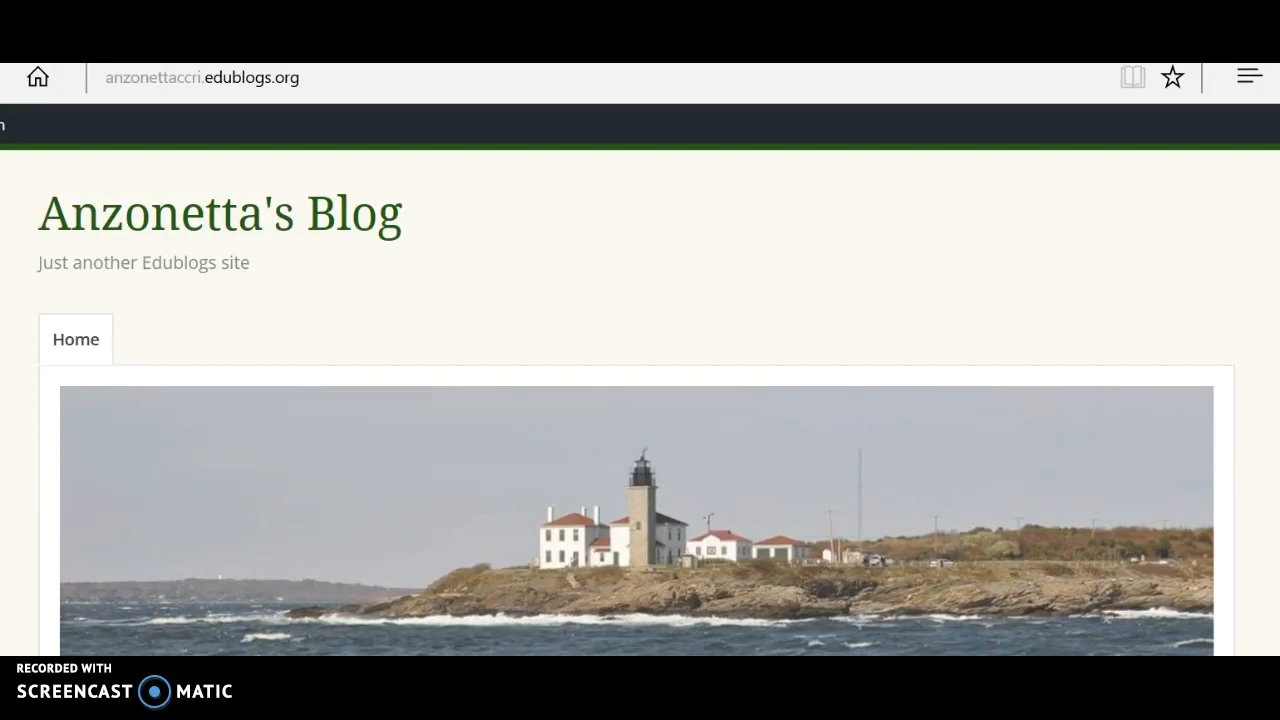 anzonettaccri.edublogs.org
n
Anzonetta's Blog
Just another Edublogs site
Home
RECORDED WITH
SCREENCAST MATIC